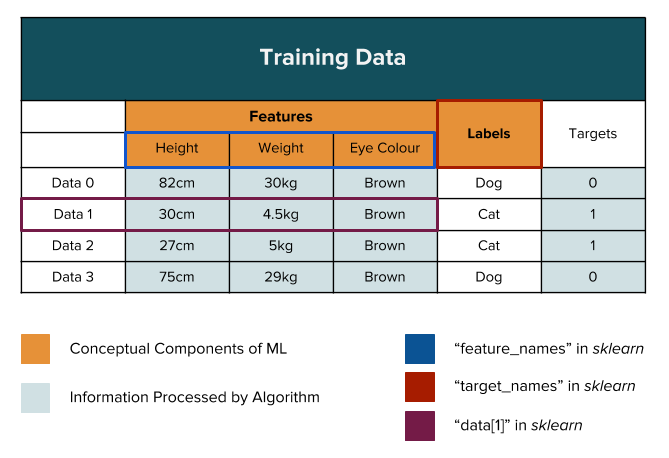 Training Data
Features
Labels
Targets
Height Weight Eye Colour
Data 0 82cm 30kg Brown Dog 0
Data 1 30cm 4.5kg Brown Cat 1
Data 2 27cm 5kg Brown Cat 1
Data 3 75cm 29kg Brown Dog 0
Conceptual Components of ML
Information Processed by Algorithm
“feature_names” in sklearn
“target_names” in sklearn
“data[1]” in sklearn